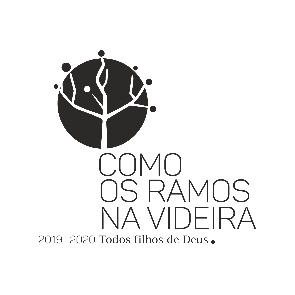 COMO
OS RAMOS
NA VIDEIRA
2019-2020 Todos filhos de Deus.